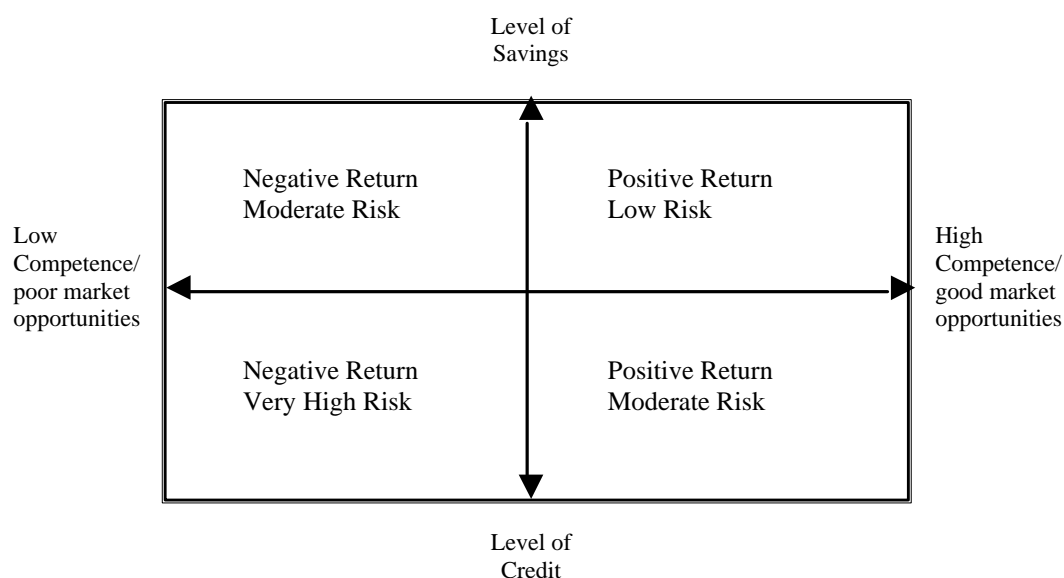 Level of
Savings
Negative Return
Moderate Risk
Positive Return
Low Risk
Low
Competence/
poor market
opportunities
High
Competence/
good market
opportunities
Negative Return
Very High Risk
Positive Return
Moderate Risk
Level of
Credit